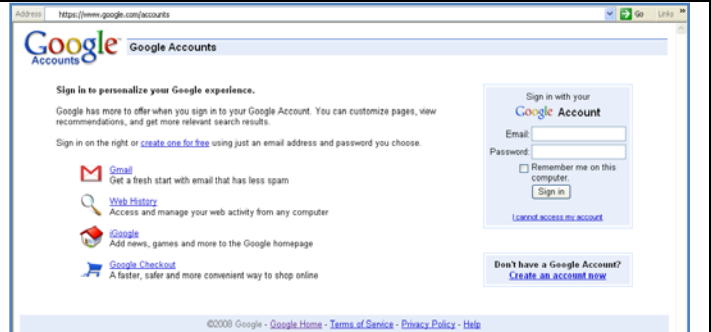 Address https://www.google.com/accounts Go Links »
Google Accounts
Google Accounts
Sign in to personalize your Google experience.
Google has more to offer when you sign in to your Google Account. You can customize pages, view
recommendations, and get more relevant search results.
Sign in on the right or create one for free using just an email address and password you choose.
Gmail
Get a fresh start with email that has less spam
Web History
Access and manage your web activity from any computer
iGoogle
Add news, games and more to the Google homepage
Google Checkout
A faster, safer and more convenient way to shop online
Sign in with your
Google Account
Email:
Password:
Remember me on this
computer.
Sign in
I cannot access my account
Don't have a Google Account?
Create an account now
©2008 Google - Google Home - Terms of Service - Privacy Policy - Help